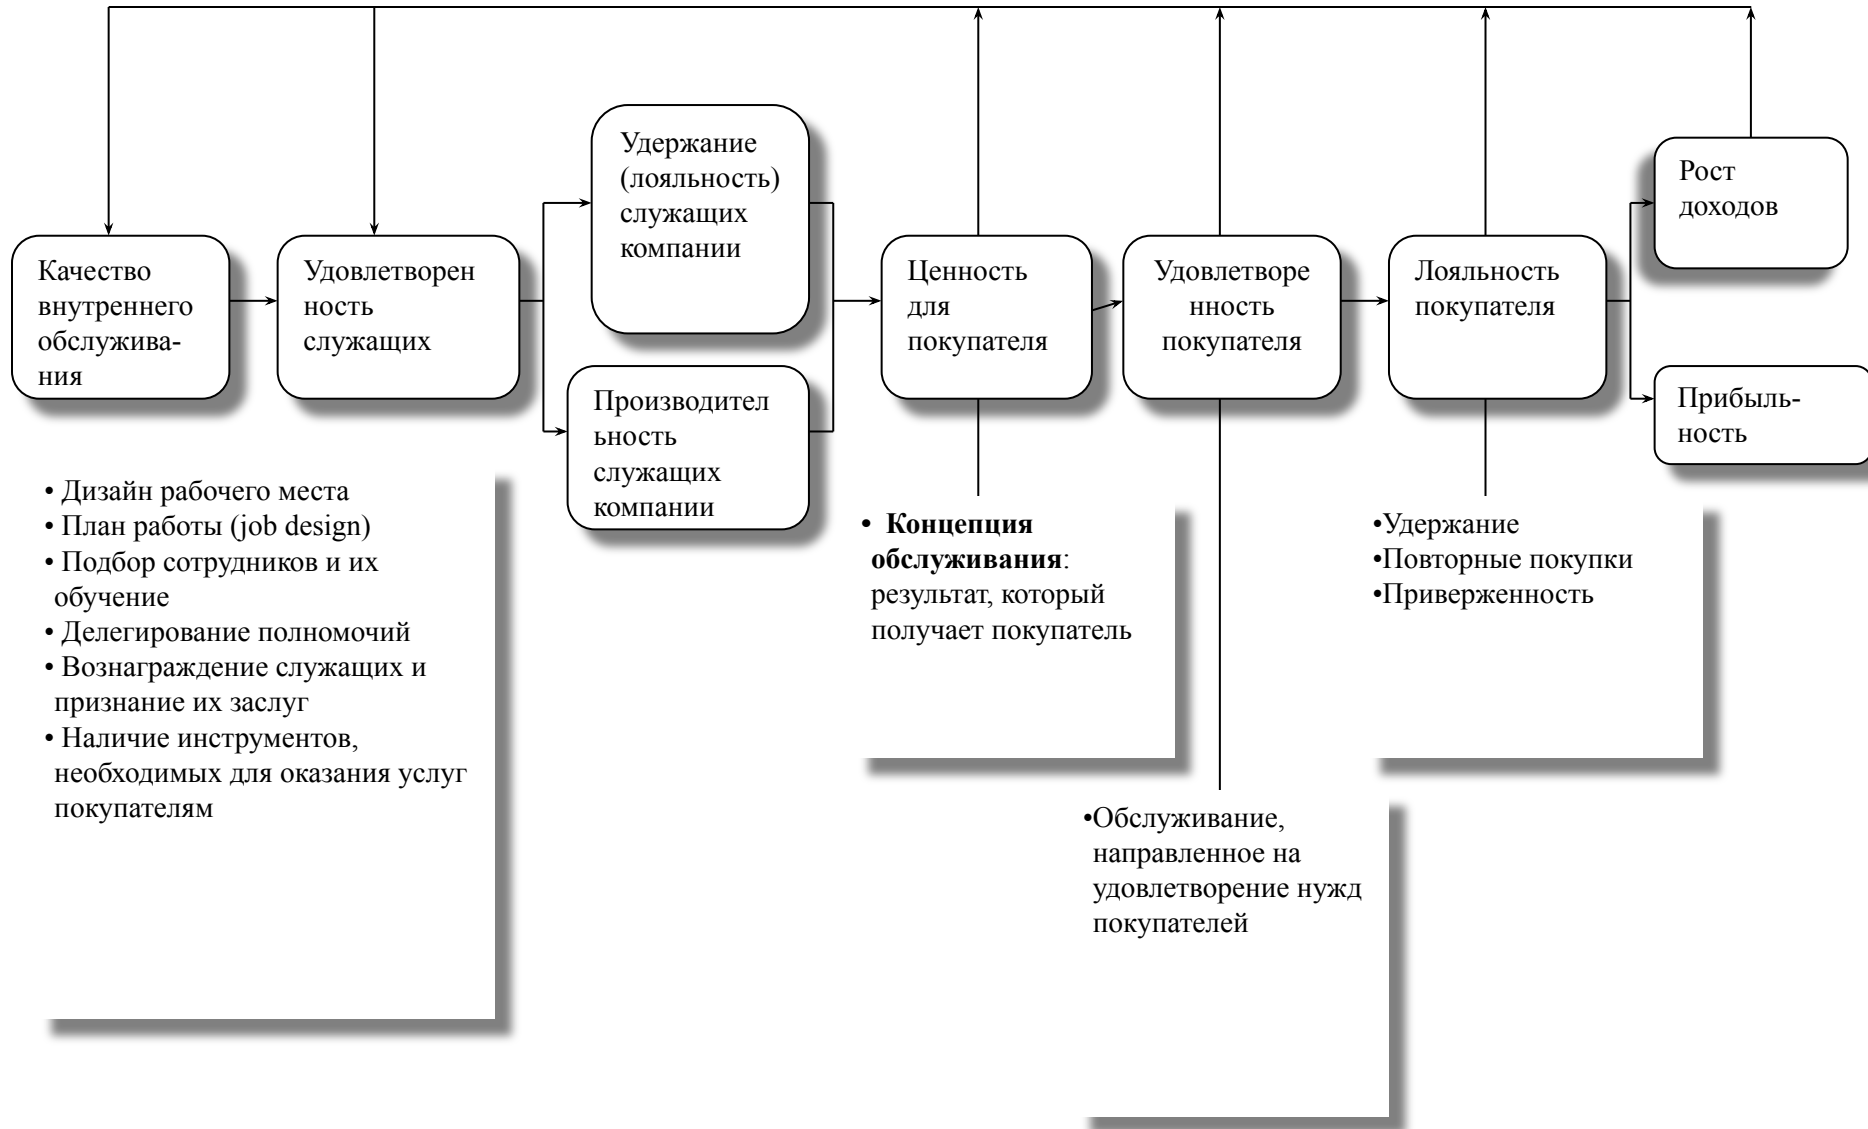 Качество
внутреннего
обслужива-
ния
Удовлетворен
ность
служащих
Удержание
(лояльность)
служащих
компании
Производител
ьность
служащих
компании
Ценность
для
покупателя
Удовлетворе
нность
покупателя
Лояльность
покупателя
Рост
доходов
Прибыль-
ность
• Дизайн рабочего места
• План работы (job design)
• Подбор сотрудников и их
обучение
• Делегирование полномочий
• Вознаграждение служащих и
признание их заслуг
• Наличие инструментов,
необходимых для оказания услуг
покупателям
• Концепция
обслуживания:
результат, который
получает покупатель
•Обслуживание,
направленное на
удовлетворение нужд
покупателей
•Удержание
•Повторные покупки
•Приверженность